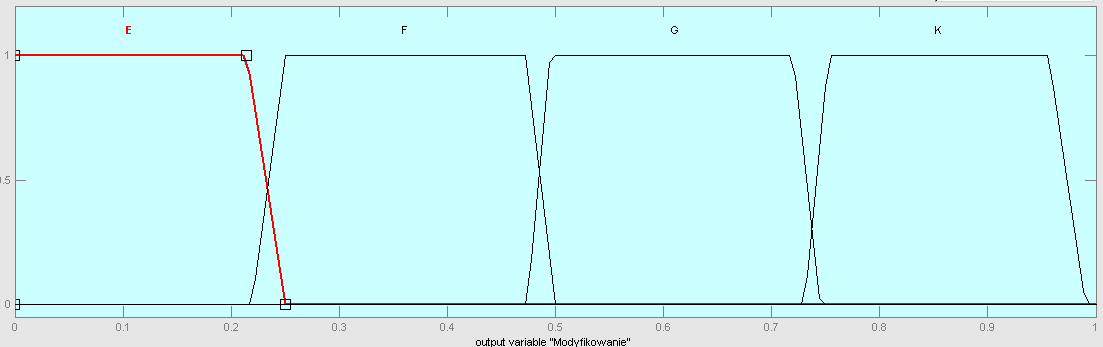 E F G K
1
0.5
0
0 0.1 0.2 0.3 0.4 0.5 0.6 0.7 0.8 0.9 1
output variable "Modyfikowanie"